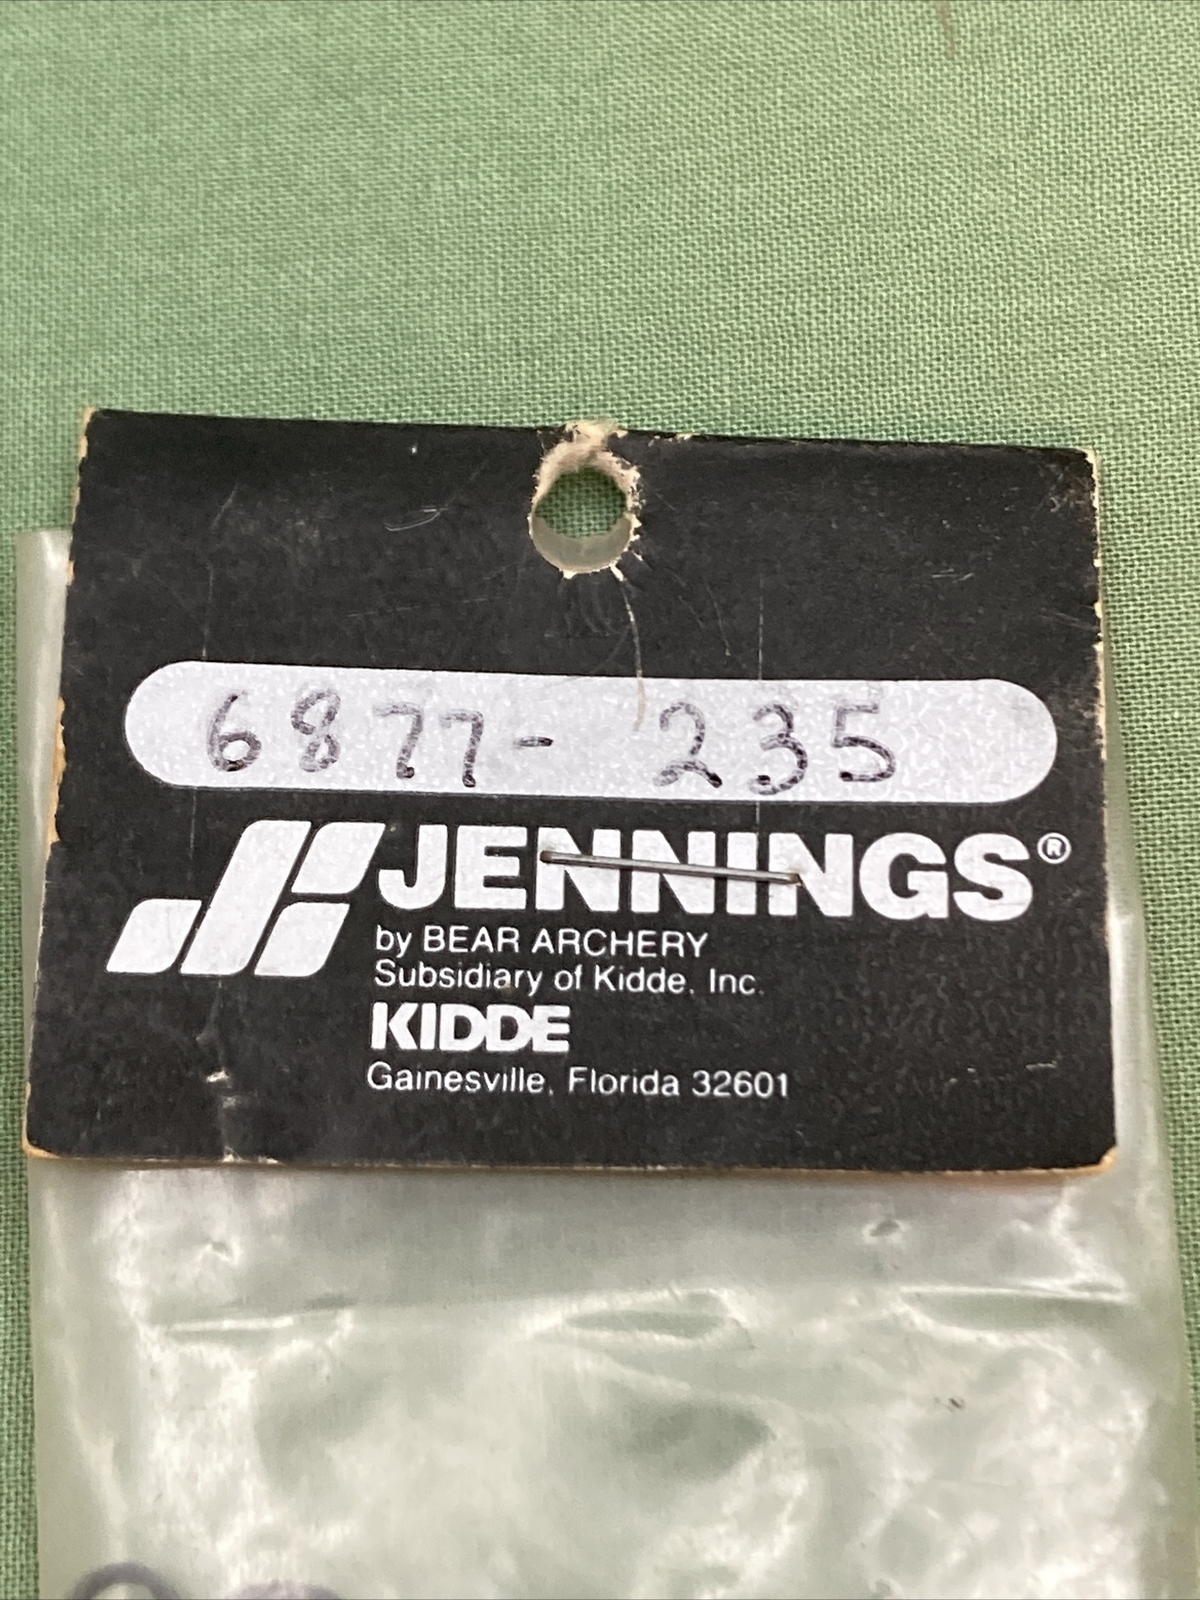 6877- 235
JENNINGS®
by BEAR ARCHERY
Subsidiary of Kidde, Inc.
KIDDE
Gainesville, Florida 32601